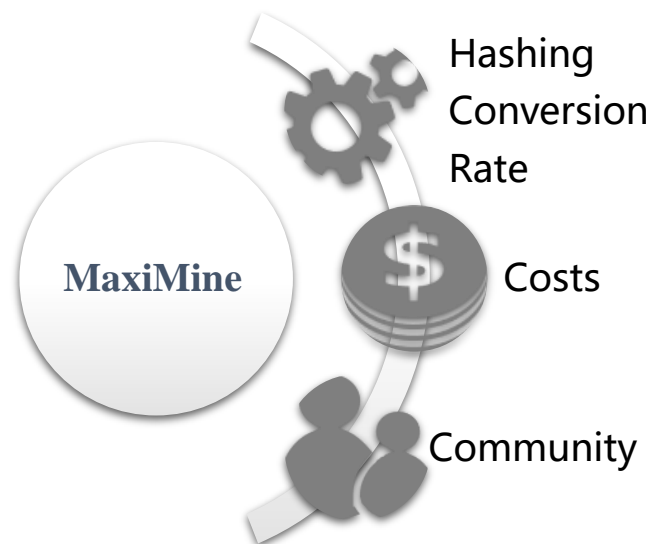 Hashing
Conversion
Rate
MaxiMine
$
Costs
Community